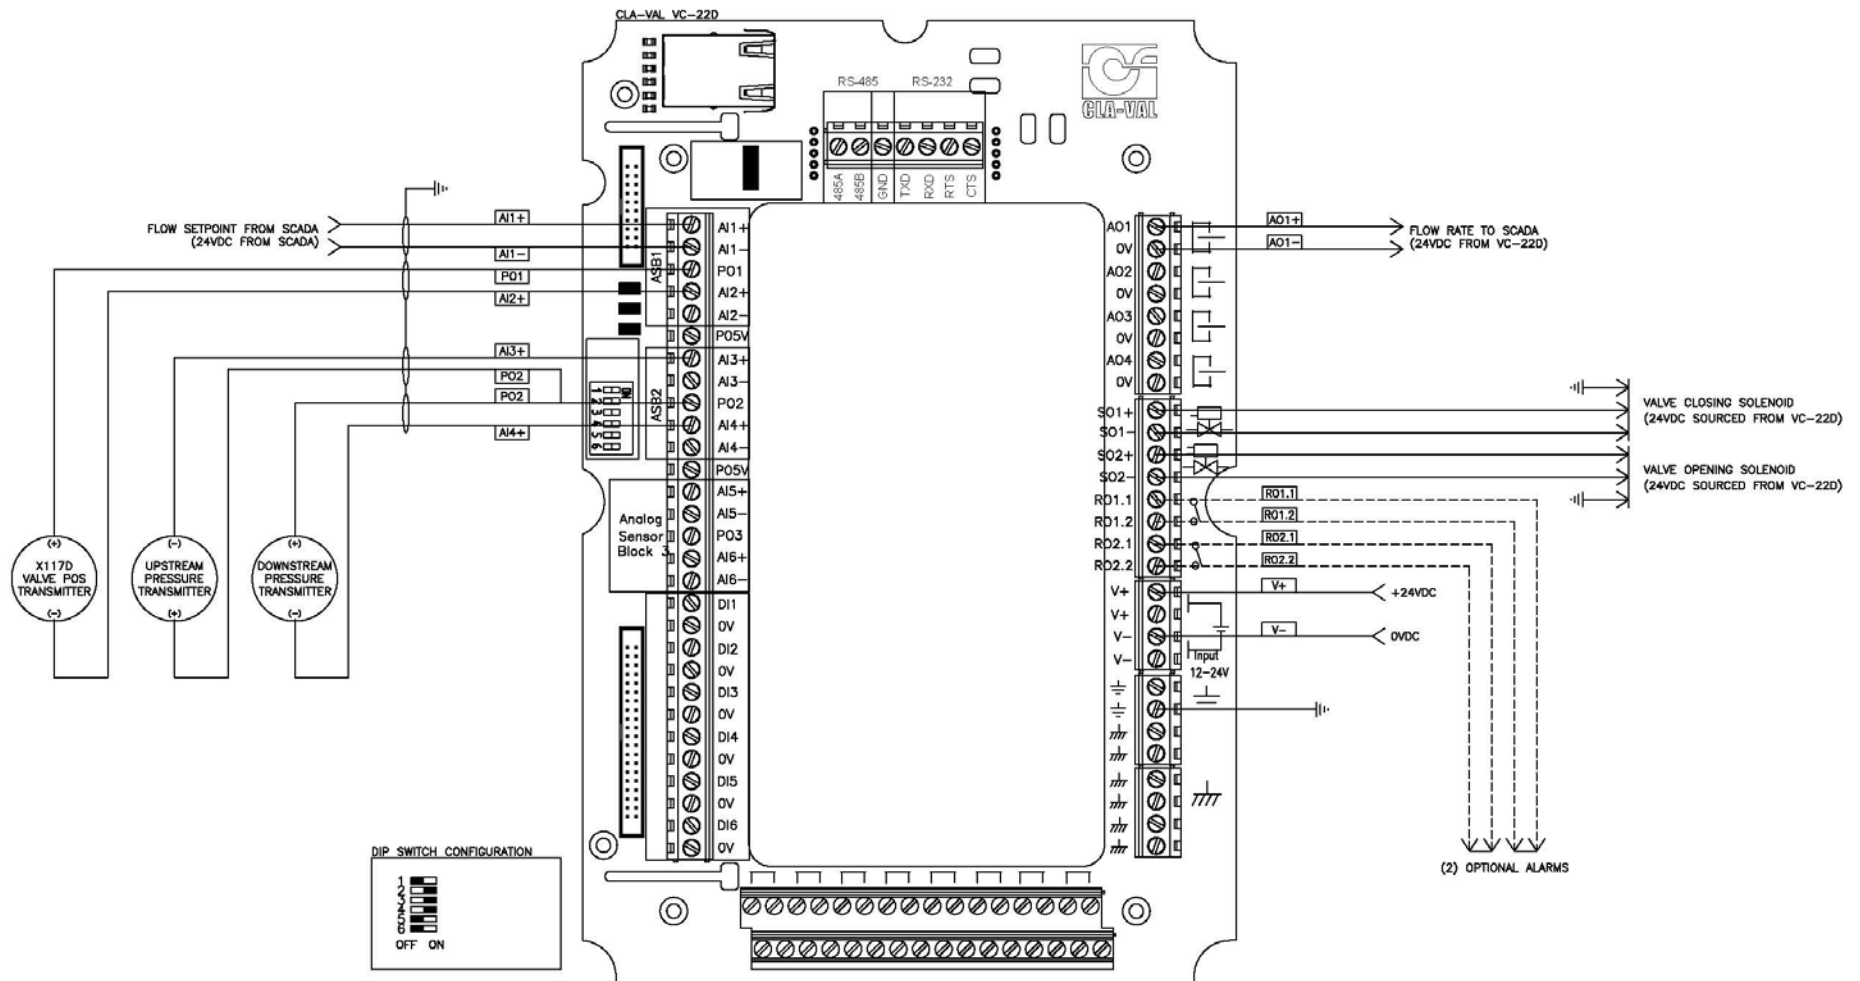 CLA-VAL VC-22D
RS-485
RS-232
CLA-VAL
485A
485B
GND
TXD
RXD
RTS
CTS
FLOW SETPOINT FROM SCADA
(24VDC FROM SCADA)
AI1+
AI1-
PO1
AI2+
AI3+
PO2
PO2
AI4+
ASB1
ASB2
ON
1
2
3
4
5
6
AI1+
AI1-
PO1
AI2+
AI2-
PO5V
AI3+
AI3-
PO2
AI4+
AI4-
PO5V
AI5+
AI5-
PO3
AI6+
AI6-
Analog
Sensor
Block 3
DI1
0V
DI2
0V
DI3
0V
DI4
0V
DI5
0V
DI6
0V
(+)
X117D
VALVE POS
TRANSMITTER
(-)
(-)
UPSTREAM
PRESSURE
TRANSMITTER
(+)
(+)
DOWNSTREAM
PRESSURE
TRANSMITTER
(-)
AO1
0V
AO2
0V
AO3
0V
AO4
0V
SO1+
SO1-
SO2+
SO2-
RO1.1
RO1.2
RO2.1
RO2.2
V+
V+
V-
V-
Input
12-24V
AO1+
AO1-
FLOW RATE TO SCADA
(24VDC FROM VC-22D)
VALVE CLOSING SOLENOID
(24VDC SOURCED FROM VC-22D)
VALVE OPENING SOLENOID
(24VDC SOURCED FROM VC-22D)
RO1.1
RO1.2
RO2.1
RO2.2
V+
+24VDC
V-
0VDC
(2) OPTIONAL ALARMS
DIP SWITCH CONFIGURATION
1
2
3
4
5
6
OFF ON